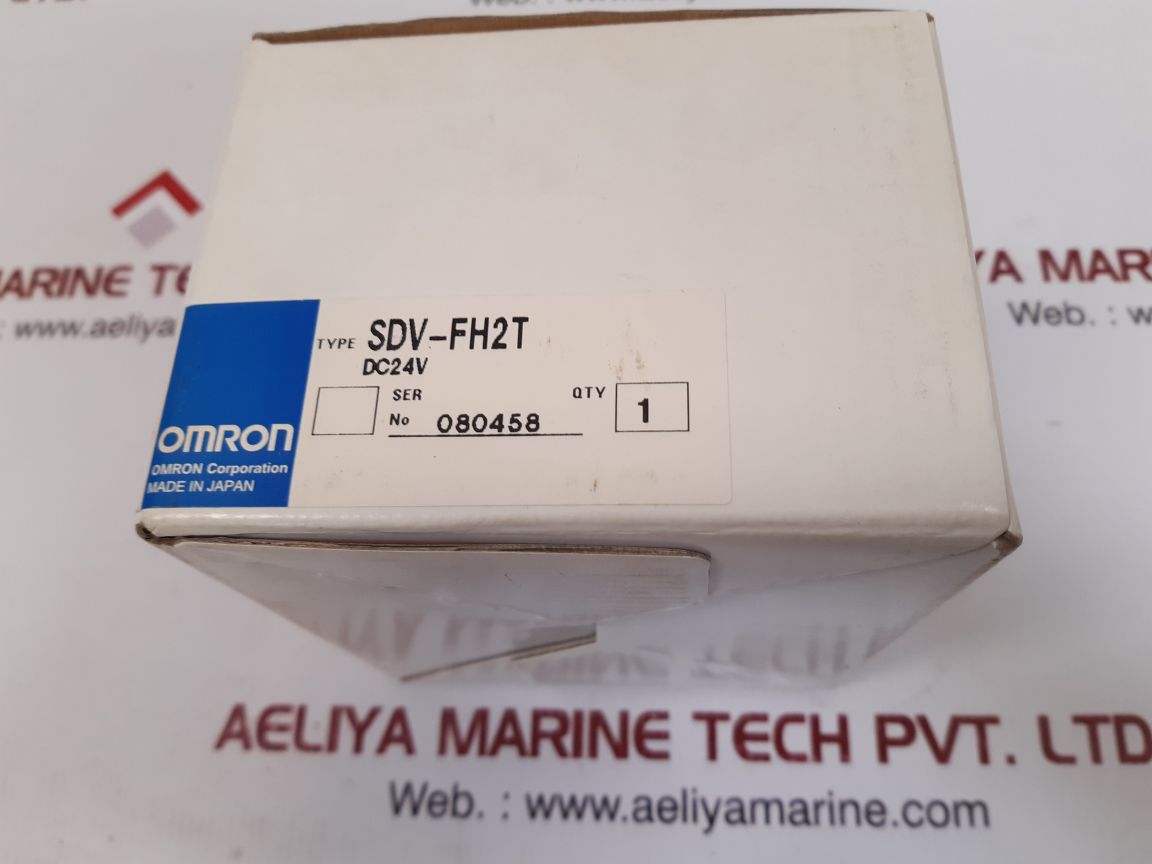 TYPE SDV-FH2T
DC24V
SER
No 080458
QTY 1
OMRON
OMRON Corporation
MADE IN JAPAN
ARINE TE
: www.aeliya
YA MAR
Web. : w
AELIYA MARINE TECH PVT. LTD
Web. : www.aeliyamarine.com